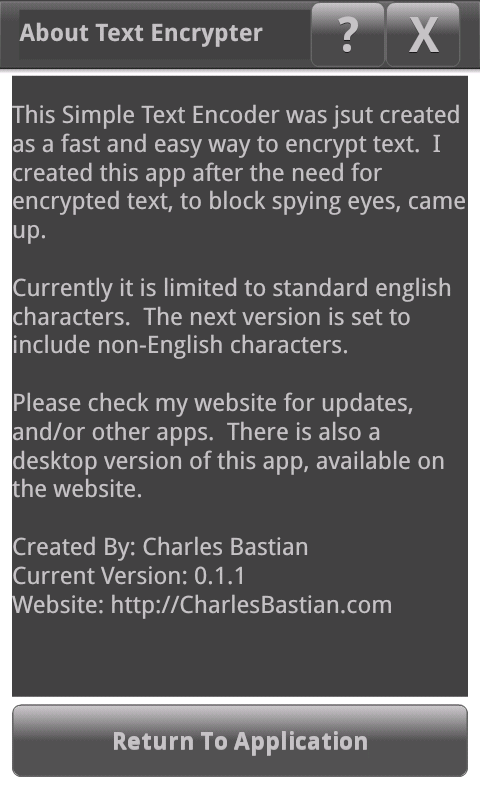 About Text Encrypter
?
X
This Simple Text Encoder was jsut created
as a fast and easy way to encrypt text.  I
created this app after the need for
encrypted text, to block spying eyes, came
up.
Currently it is limited to standard english
characters.  The next version is set to
include non-English characters.
Please check my website for updates,
and/or other apps.  There is also a
desktop version of this app, available on
the website.
Created By: Charles Bastian
Current Version: 0.1.1
Website: http://CharlesBastian.com
Return To Application